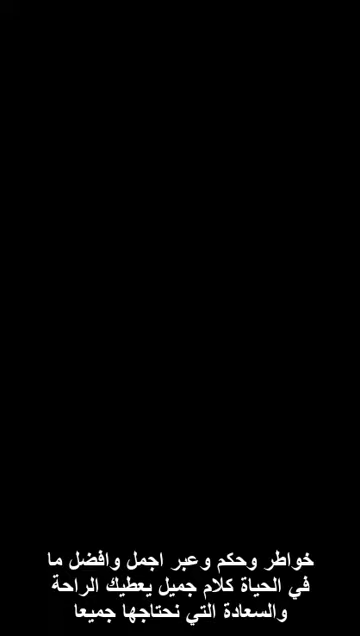 خواطر وحكم وعبر اجمل وافضل ما
في الحياة كلام جميل يعطيك الراحة
والسعادة التي نحتاجها جميعا